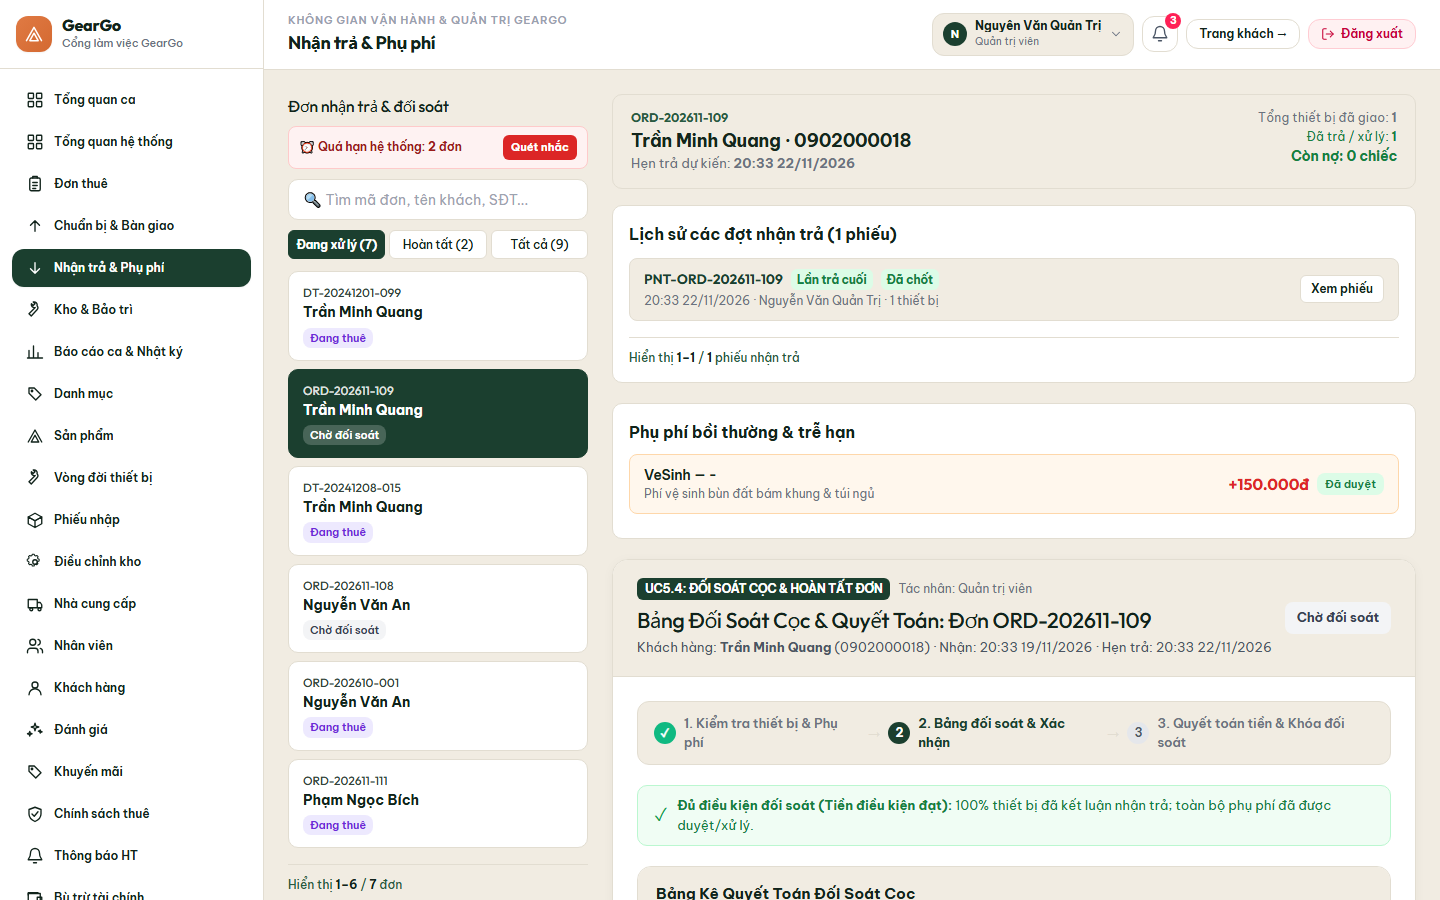 GearGo
Cổng làm việc GearGo
Tổng quan ca
Tổng quan hệ thống
Đơn thuê
Chuẩn bị & Bàn giao
Nhận trả & Phụ phí
Kho & Bảo trì
Báo cáo ca & Nhật ký
Danh mục
Sản phẩm
Vòng đời thiết bị
Phiếu nhập
Điều chỉnh kho
Nhà cung cấp
Nhân viên
Khách hàng
Đánh giá
Khuyến mãi
Chính sách thuê
Thông báo HT
Bù trừ tài chính
KHÔNG GIAN VẬN HÀNH & QUẢN TRỊ GEARGO
Nhận trả & Phụ phí
N
Nguyễn Văn Quản Trị
Quản trị viên
3
Trang khách →
Đăng xuất
Đơn nhận trả & đối soát
Quá hạn hệ thống: 2 đơn
Quét nhắc
Tìm mã đơn, tên khách, SĐT...
Đang xử lý (7)
Hoàn tất (2)
Tất cả (9)
DT-20241201-099
Trần Minh Quang
Đang thuê
ORD-202611-109
Trần Minh Quang
Chờ đối soát
DT-20241208-015
Trần Minh Quang
Đang thuê
ORD-202611-108
Nguyễn Văn An
Chờ đối soát
ORD-202610-001
Nguyễn Văn An
Đang thuê
ORD-202611-111
Phạm Ngọc Bích
Đang thuê
Hiển thị 1–6 / 7 đơn
ORD-202611-109
Trần Minh Quang · 0902000018
Hẹn trả dự kiến: 20:33 22/11/2026
Tổng thiết bị đã giao: 1
Đã trả / xử lý: 1
Còn nợ: 0 chiếc
Lịch sử các đợt nhận trả (1 phiếu)
PNT-ORD-202611-109 Lần trả cuối Đã chốt
20:33 22/11/2026 · Nguyễn Văn Quản Trị · 1 thiết bị
Xem phiếu
Hiển thị 1–1 / 1 phiếu nhận trả
Phụ phí bồi thường & trễ hạn
VeSinh — -
Phí vệ sinh bùn đất bám khung & túi ngủ
+150.000đ Đã duyệt
UC5.4: ĐỐI SOÁT CỌC & HOÀN TẤT ĐƠN Tác nhân: Quản trị viên
Bảng Đối Soát Cọc & Quyết Toán: Đơn ORD-202611-109
Khách hàng: Trần Minh Quang (0902000018) · Nhận: 20:33 19/11/2026 · Hẹn trả: 20:33 22/11/2026
Chờ đối soát
✓ 1. Kiểm tra thiết bị & Phụ phí
→
2 2. Bảng đối soát & Xác nhận
→
3 3. Quyết toán tiền & Khóa đối soát
✓ Đủ điều kiện đối soát (Tiền điều kiện đạt): 100% thiết bị đã kết luận nhận trả; toàn bộ phụ phí đã được
duyệt/xử lý.
Bảng Kê Quyết Toán Đối Soát Cọc